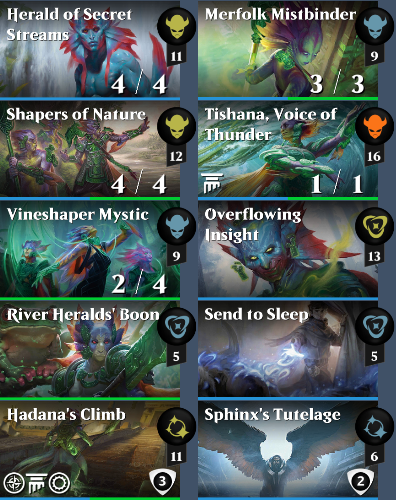 Herald of Secret
Streams
11
4 / 4
Merfolk Mistbinder
9
3 / 3
Shapers of Nature
12
4 / 4
Tishana, Voice of
Thunder
16
1 / 1
Vineshaper Mystic
9
2 / 4
Overflowing
Insight
13
River Heralds' Boon
5
Send to Sleep
5
Hadana's Climb
11
3
Sphinx's Tutelage
6
2